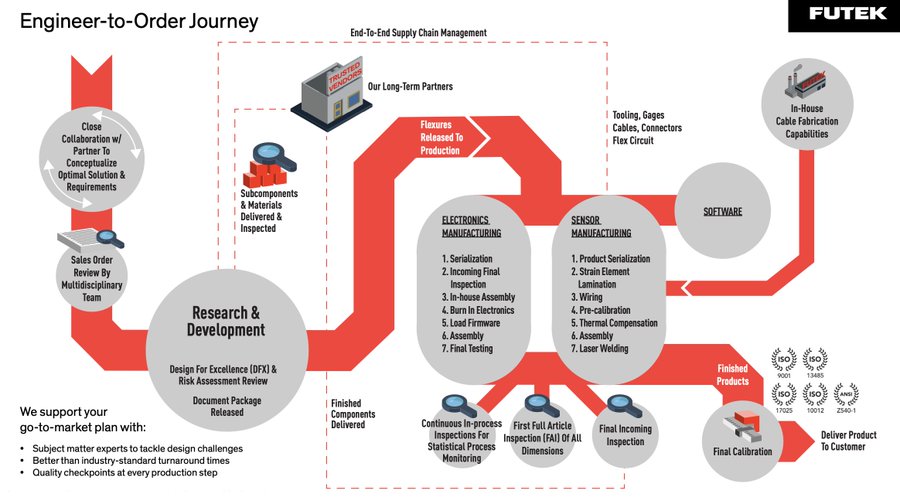 Engineer-to-Order Journey
FUTEK
End-To-End Supply Chain Management
TRUSTED
VENDORS
Our Long-Term Partners
Close
Collaboration w/
Partner To
Conceptualize
Optimal Solution &
Requirements
Flexures
Released To
Production
Tooling, Gages
Cables, Connectors
Flex Circuit
In-House
Cable Fabrication
Capabilities
Subcomponents
& Materials
Delivered &
Inspected
Sales Order
Review By
Multidisciplinary
Team
ELECTRONICS
MANUFACTURING
1. Serialization
2. Incoming Final
Inspection
3. In-house Assembly
4. Burn In Electronics
5. Load Firmware
6. Assembly
7. Final Testing
SENSOR
MANUFACTURING
1. Product Serialization
2. Strain Element
Lamination
3. Wiring
4. Pre-calibration
5. Thermal Compensation
6. Assembly
7. Laser Welding
SOFTWARE
Research &
Development
Design For Excellence (DFX) &
Risk Assessment Review
Document Package
Released
Finished
Components
Delivered
Continuous In-process
Inspections For
Statistical Process
Monitoring
First Full Article
Inspection (FAI) Of All
Dimensions
Final Incoming
Inspection
Finished
Products
ISO
9001
ISO
13485
ISO
17025
ISO
10012
ANSI
Z540-1
Final Calibration
Deliver Product
To Customer
We support your
go-to-market plan with:
• Subject matter experts to tackle design challenges
• Better than industry-standard turnaround times
• Quality checkpoints at every production step